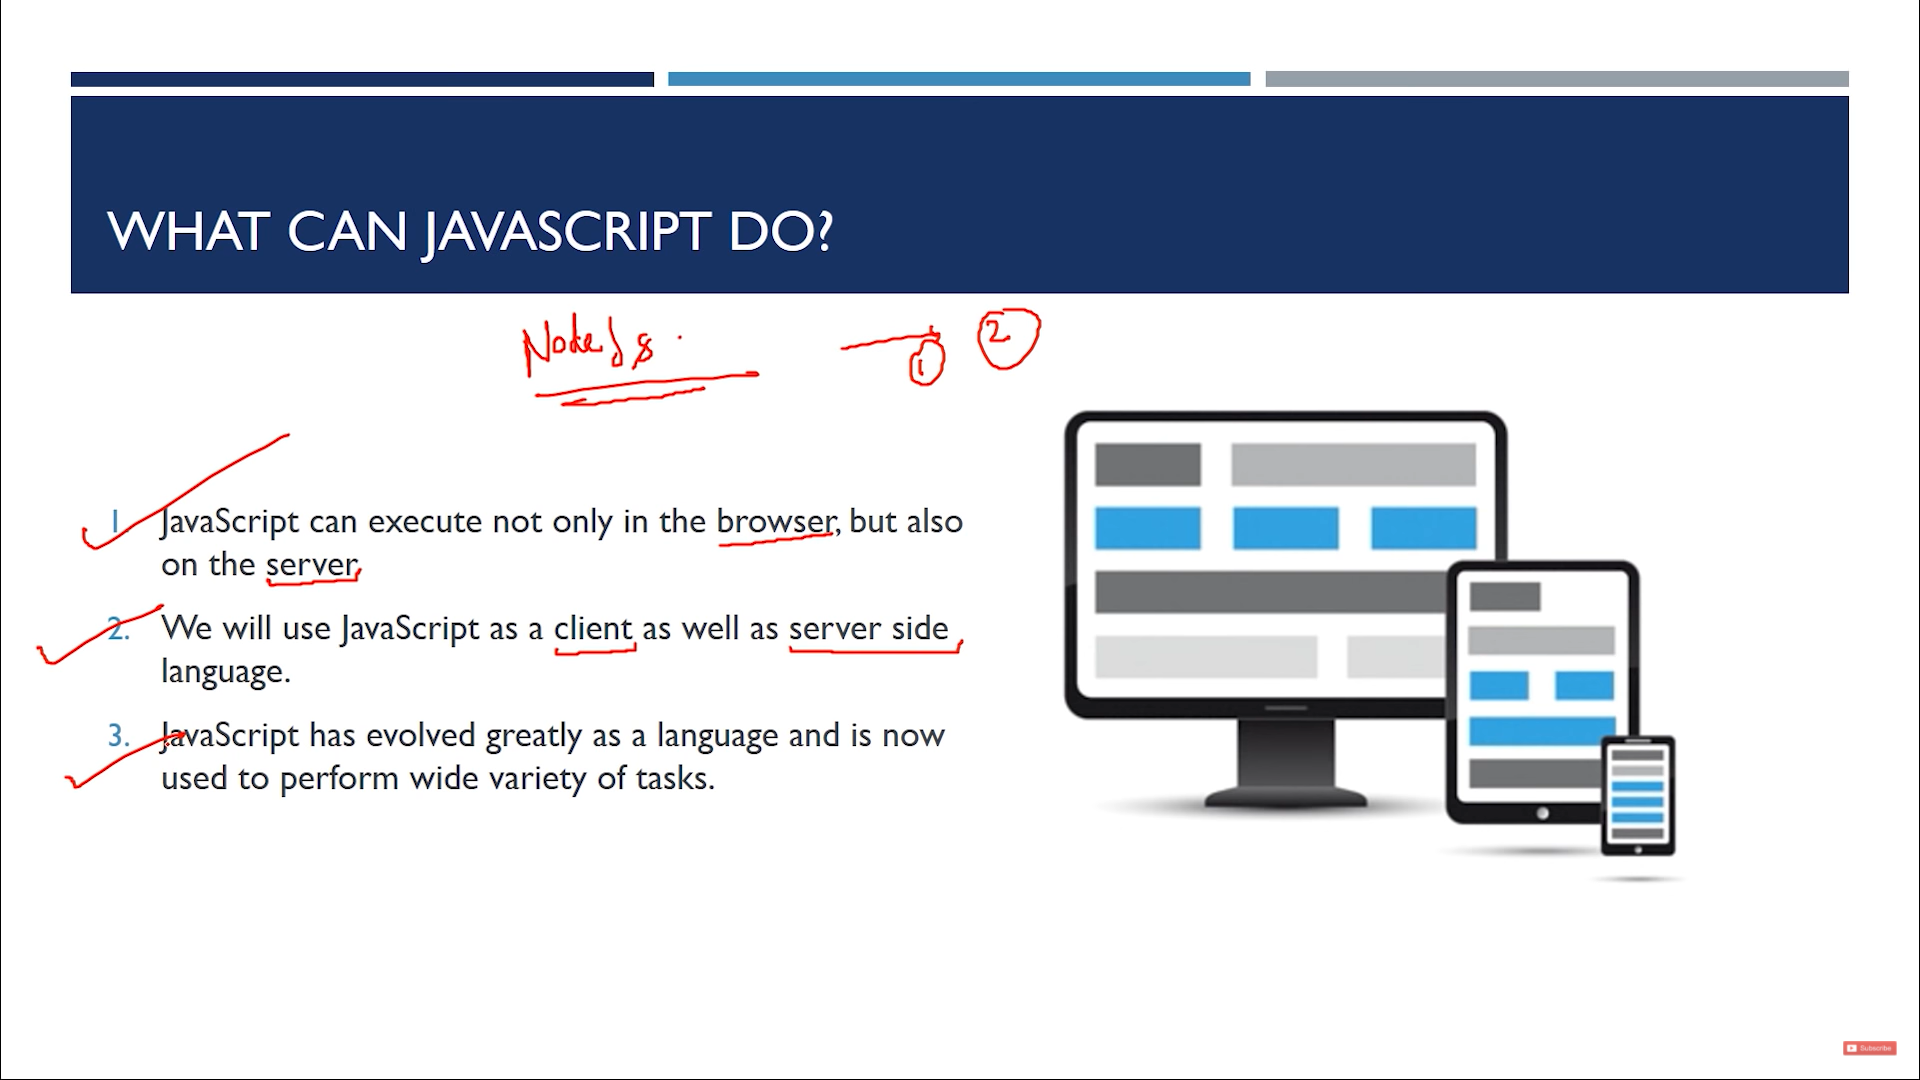 WHAT CAN JAVASCRIPT DO?
NodeJs
1 2
1. JavaScript can execute not only in the browser, but also
on the server.
2. We will use JavaScript as a client as well as server side
language.
3. JavaScript has evolved greatly as a language and is now
used to perform wide variety of tasks.
Subscribe